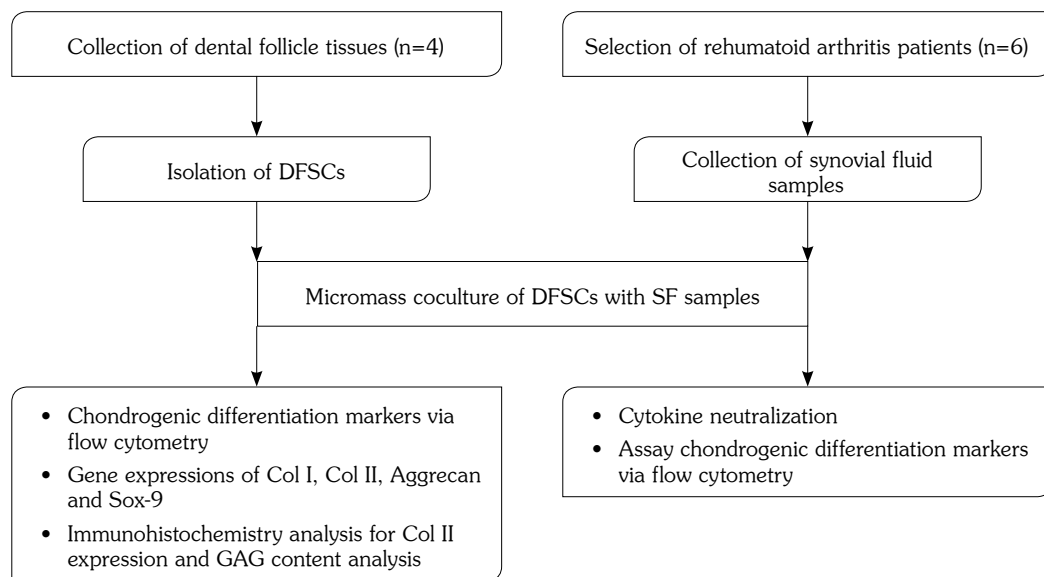 Collection of dental follicle tissues (n=4)
Selection of rehumatoid arthritis patients (n=6)
Isolation of DFSCs
Collection of synovial fluid
samples
Micromass coculture of DFSCs with SF samples
• Chondrogenic differentiation markers via
flow cytometry
• Gene expressions of Col I, Col II, Aggrecan
and Sox-9
• Immunohistochemistry analysis for Col II
expression and GAG content analysis
• Cytokine neutralization
• Assay chondrogenic differentiation markers
via flow cytometry